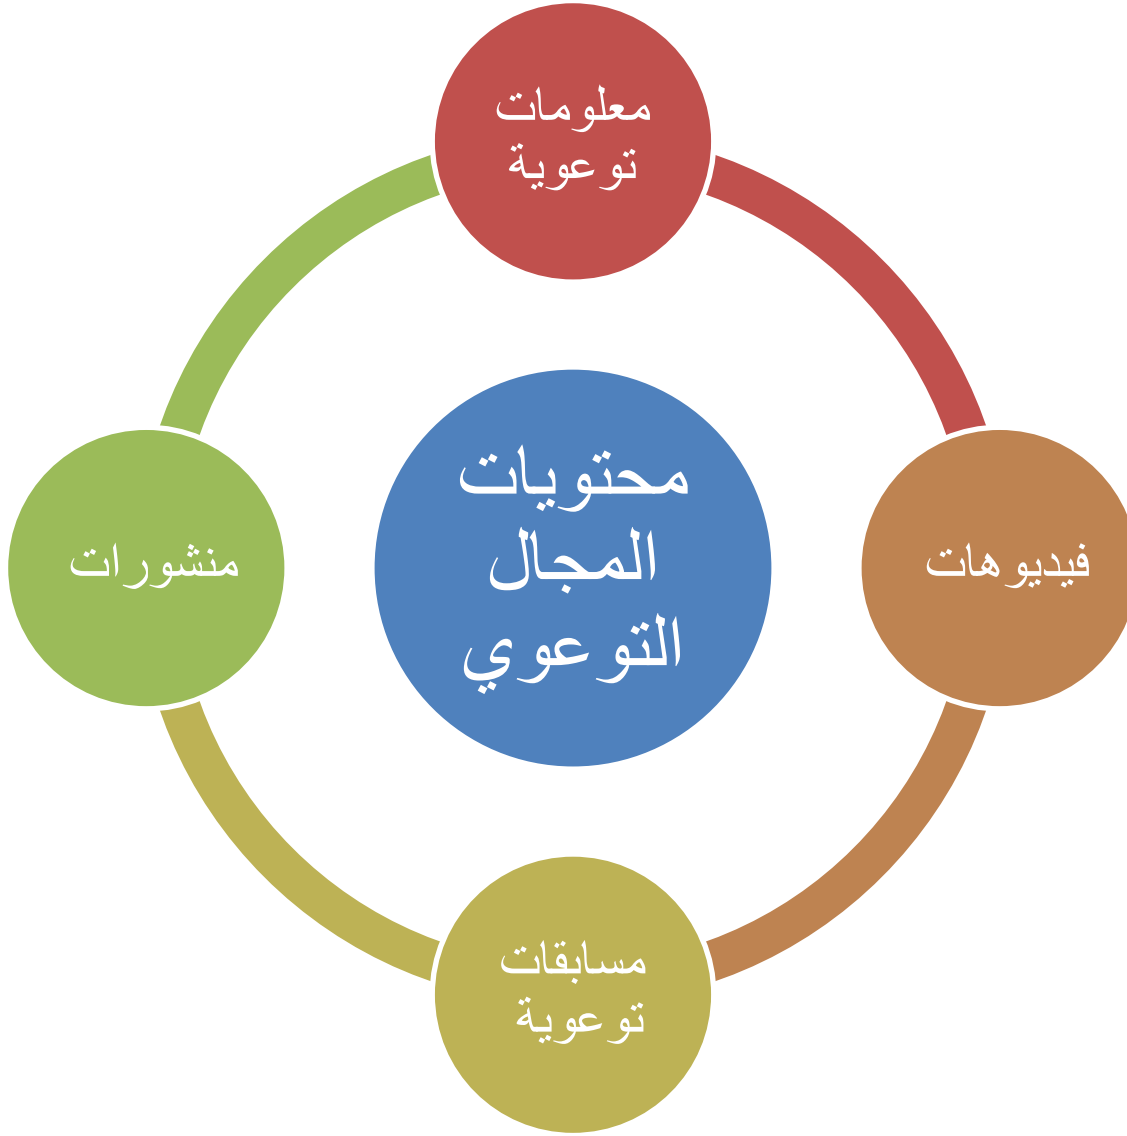 معلومات
توعوية
محتويات
المجال
التوعوي
فيديوهات
منشورات
مسابقات
توعوية